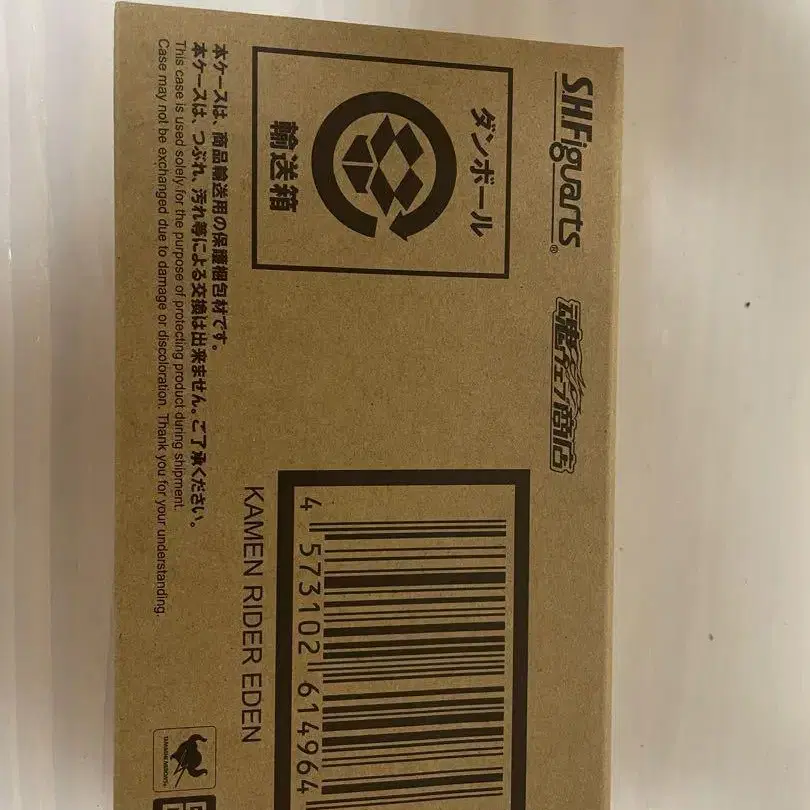 S.H.Figuarts®
魂ウェブ商店
ダンボール
輸送箱
本ケースは、商品輸送用の保護梱包材です。
本ケースは、つぶれ、汚れ等による交換は出来ません。ご了承ください。
This case is used solely for the purpose of protecting product during shipment.
Case may not be exchanged due to damage or discoloration. Thank you for your understanding.
4 573102 614964
KAMEN RIDER EDEN
TAMASHII NATIONS